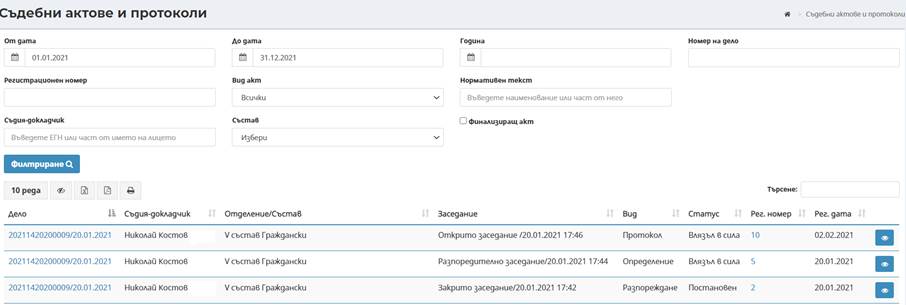 Съдебни актове и протоколи
Съдебни актове и протоколи
От дата До дата Година Номер на дело
01.01.2021 31.12.2021
Регистрационен номер Вид акт Нормативен текст
Всички Въведете наименование или част от него
Съдия-докладчик Състав Финализиращ акт
Въведете ЕГН или част от името на лицето Избери
Филтриране
10 реда Търсене:
Дело Съдия-докладчик Отделение/Състав Заседание Вид Статус Рег. номер Рег. дата
20211420200009/20.01.2021 Николай Костов V състав Граждански Открито заседание /20.01.2021 17:46 Протокол Влязъл в сила 10 02.02.2021
20211420200009/20.01.2021 Николай Костов V състав Граждански Разпоредително заседание/20.01.2021 17:44 Определение Влязъл в сила 5 20.01.2021
20211420200009/20.01.2021 Николай Костов V състав Граждански Закрито заседание/20.01.2021 17:42 Разпореждане Постановен 2 20.01.2021